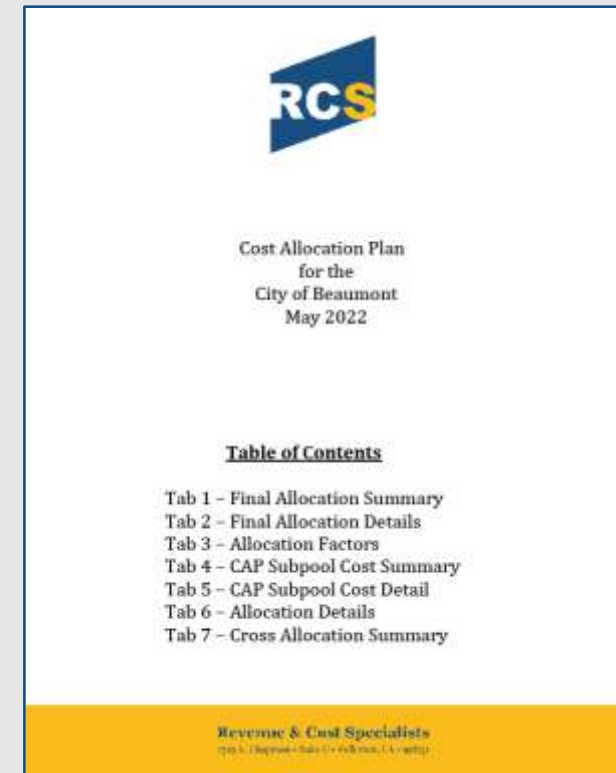 RCS
Cost Allocation Plan
for the
City of Beaumont
May 2022
Table of Contents
Tab 1 – Final Allocation Summary
Tab 2 – Final Allocation Details
Tab 3 – Allocation Factors
Tab 4 – CAP Subpool Cost Summary
Tab 5 – CAP Subpool Cost Detail
Tab 6 – Allocation Details
Tab 7 – Cross Allocation Summary
Revenue & Cost Specialists